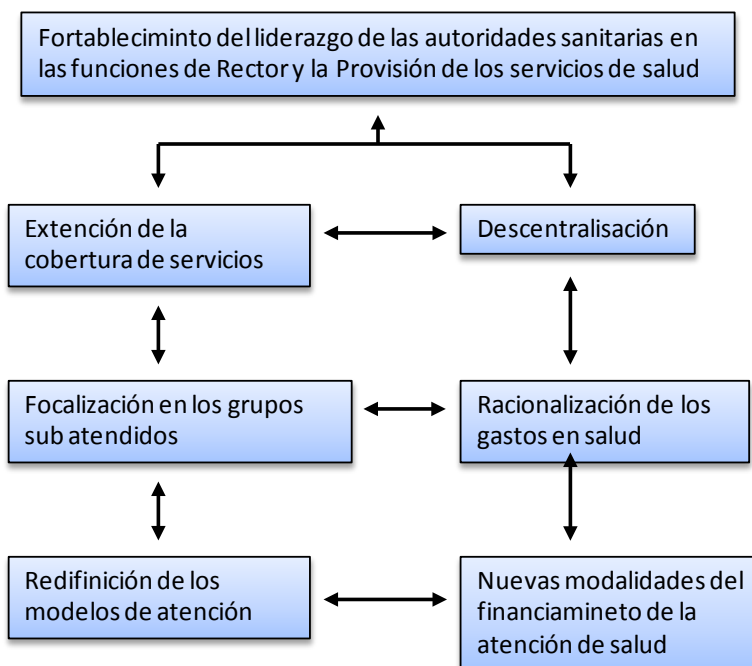 Fortablecimiento del liderazgo de las autoridades sanitarias en
las funciones de Rector y la Provisión de los servicios de salud
Extención de la
cobertura de servicios
Descentralisación
Focalización en los grupos
sub atendidos
Racionalización de los
gastos en salud
Redifinición de los
modelos de atención
Nuevas modalidades del
financiamineto de la
atención de salud